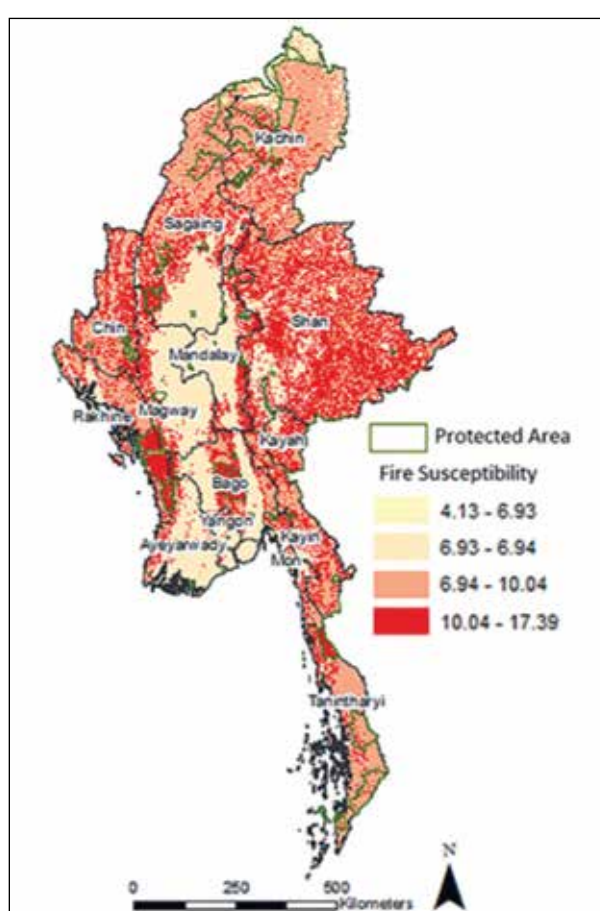 Kachin
Sagaing
Shan
Chin
Mandalay
Rakhine
Magway
Kayah
Bago
Yangon
Ayeyarwady
Kayin
Mon
Tanintharyi
Protected Area
Fire Susceptibility
4.13 - 6.93
6.93 - 6.94
6.94 - 10.04
10.04 - 17.39
N
0 250 500
Kilometers